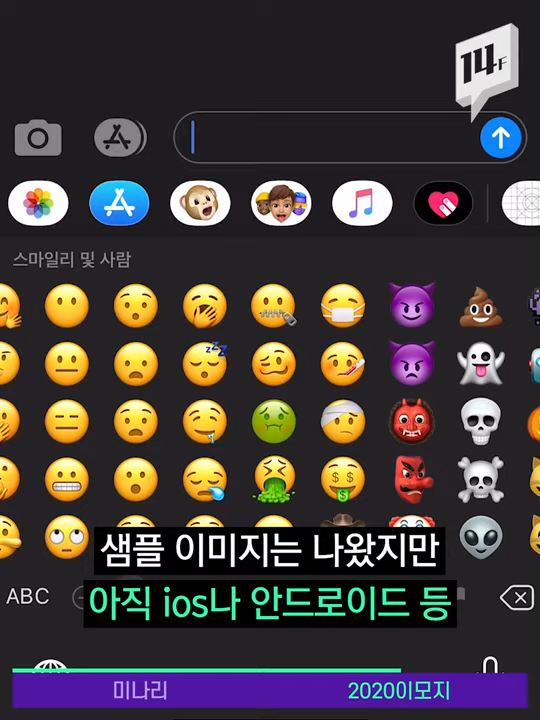 14F
스마일리 및 사람
샘플 이미지는 나왔지만
ABC
아직 ios나 안드로이드 등
미나리
2020이모지